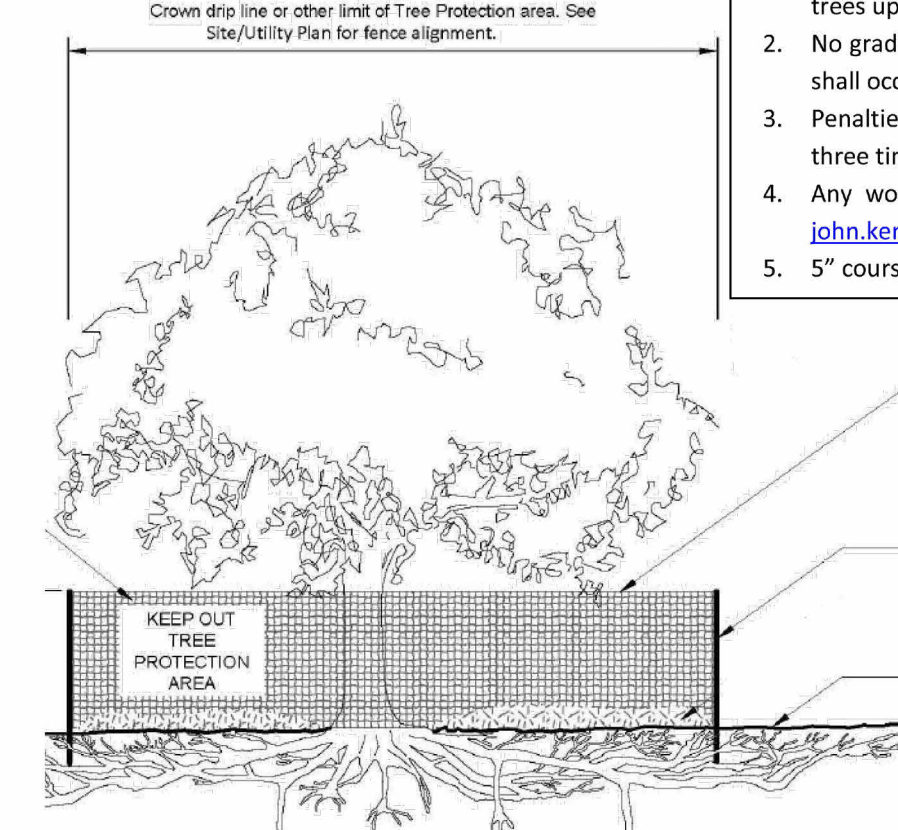 Crown drip line or other limit of Tree Protection area. See
Site/Utility Plan for fence alignment.
trees up
2. No grad
shall occ
3. Penaltie
three tir
4. Any wo
john.ker
5. 5” cours
KEEP OUT
TREE
PROTECTION
AREA